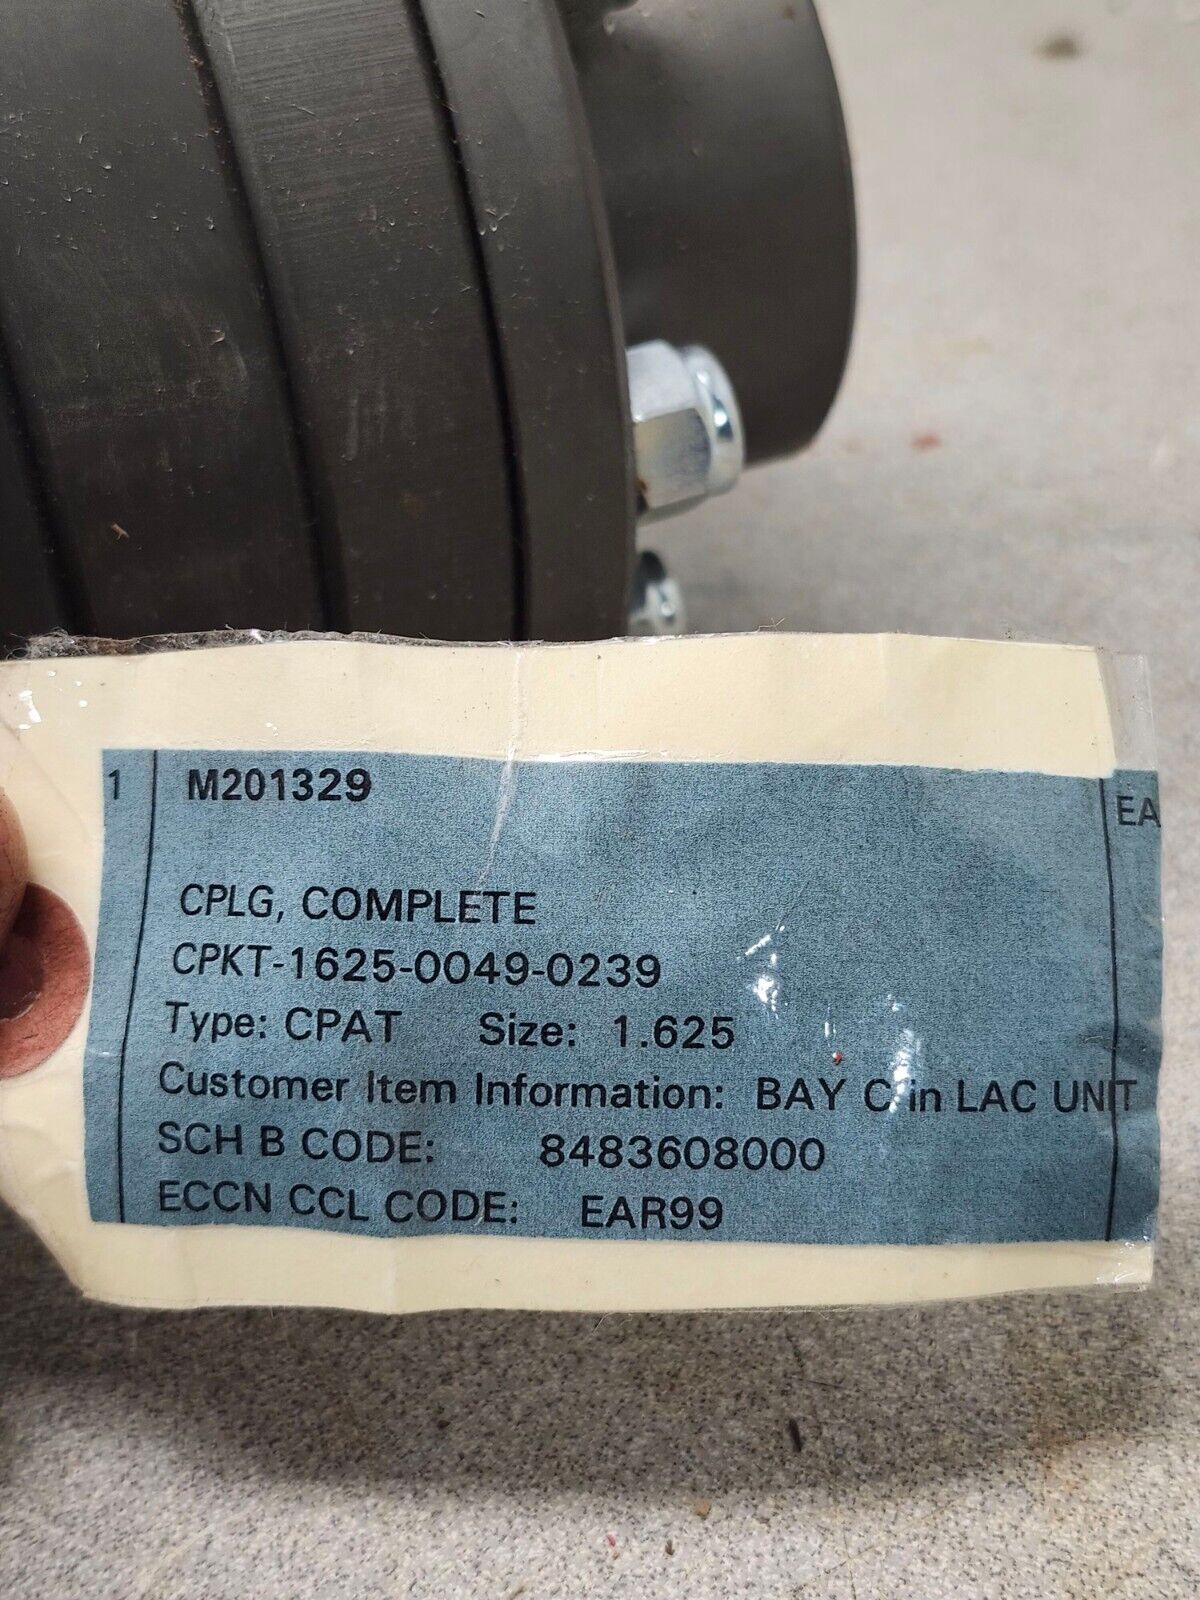 1 M201329 EA
CPLG, COMPLETE
CPKT-1625-0049-0239
Type: CPAT Size: 1.625
Customer Item Information: BAY C in LAC UNIT
SCH B CODE: 8483608000
ECCN CCL CODE: EAR99